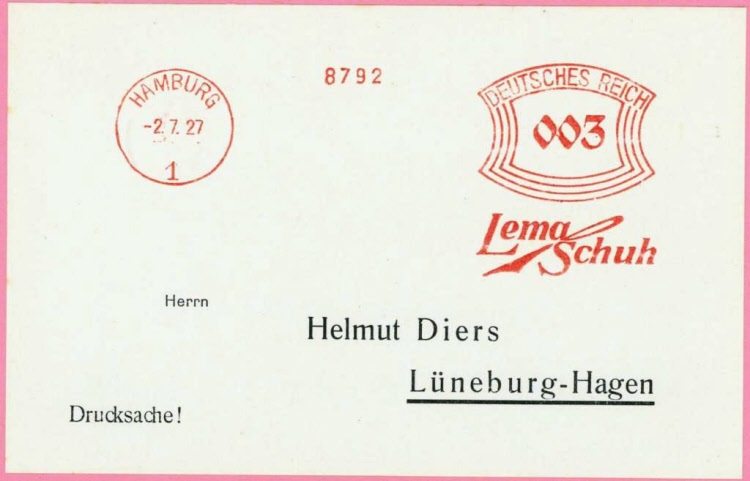 HAMBURG
-2.7.27
1
8792
DEUTSCHES REICH
003
Lema
Schuh
Herrn
Helmut Diers
Lüneburg-Hagen
Drucksache!